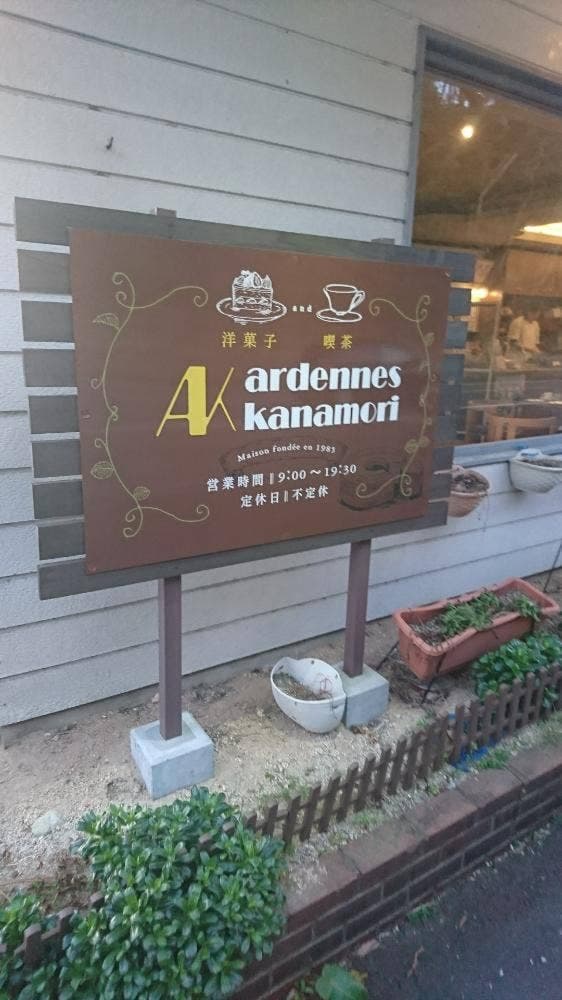 and
洋菓子 喫茶
AK
ardennes
kanamori
Maison fondée en 1983
営業時間‖9:00〜19:30
定休日‖不定休